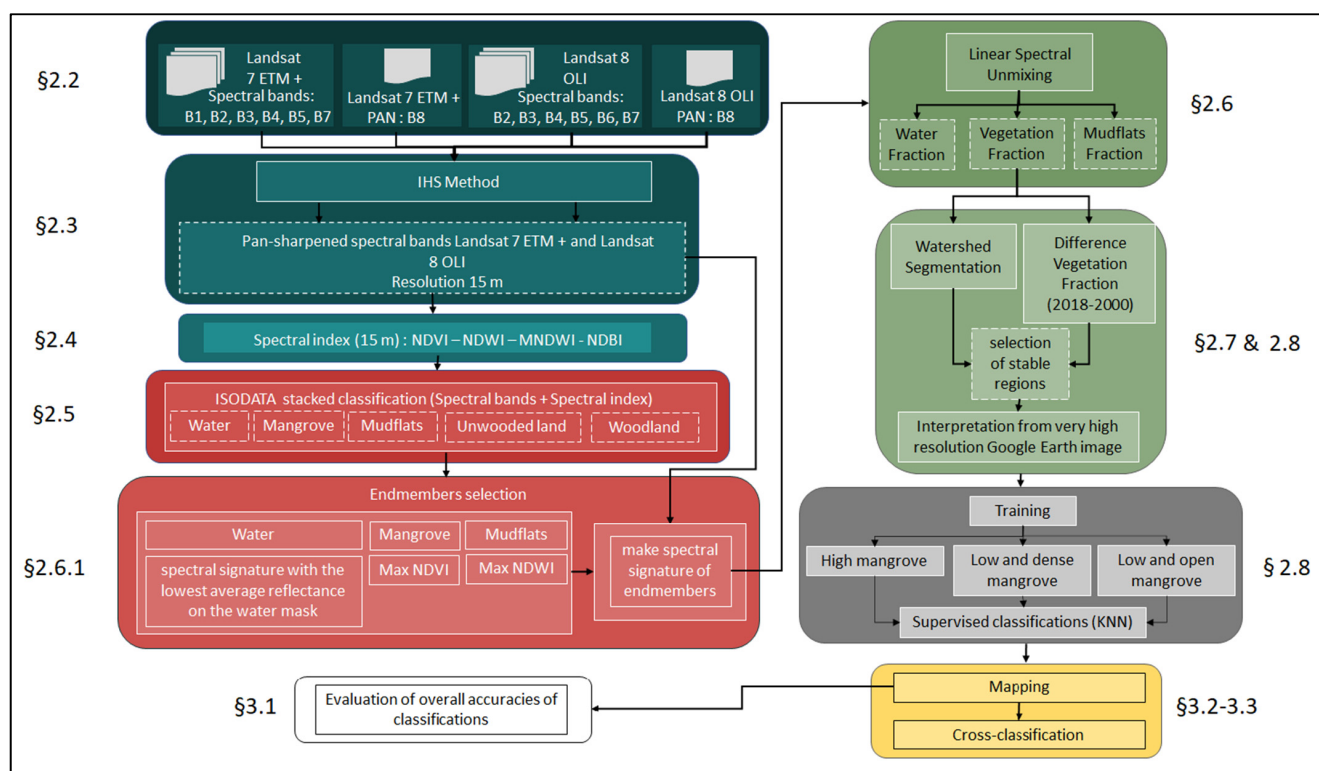 §2.2
Landsat
7 ETM +
Spectral bands:
B1, B2, B3, B4, B5, B7
Landsat 7 ETM +
PAN : B8
Landsat 8
OLI
Spectral bands:
B2, B3, B4, B5, B6, B7
Landsat 8 OLI
PAN : B8
§2.3
IHS Method
Pan-sharpened spectral bands Landsat 7 ETM + and Landsat
8 OLI
Resolution 15 m
§2.4
Spectral index (15 m) : NDVI – NDWI – MNDWI - NDBI
§2.5
ISODATA stacked classification (Spectral bands + Spectral index)
Water
Mangrove
Mudflats
Unwooded land
Woodland
§2.6.1
Endmembers selection
Water
Mangrove
Mudflats
spectral signature with the
lowest average reflectance
on the water mask
Max NDVI
Max NDWI
make spectral
signature of
endmembers
§2.6
Linear Spectral
Unmixing
Water
Fraction
Vegetation
Fraction
Mudflats
Fraction
§2.7 & 2.8
Watershed
Segmentation
Difference
Vegetation
Fraction
(2018-2000)
selection
of stable
regions
Interpretation from very high
resolution Google Earth image
§ 2.8
Training
High mangrove
Low and dense
mangrove
Low and open
mangrove
Supervised classifications (KNN)
§3.2-3.3
Mapping
Cross-classification
§3.1
Evaluation of overall accuracies of
classifications